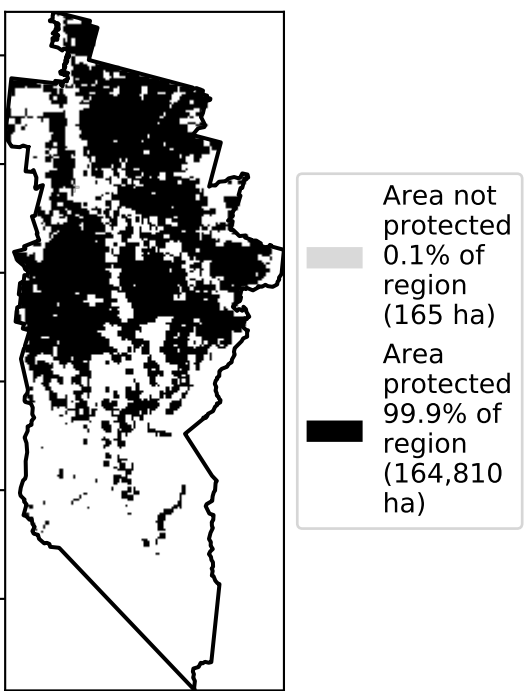 Area not
protected
0.1% of
region
(165 ha)
Area
protected
99.9% of
region
(164,810
ha)